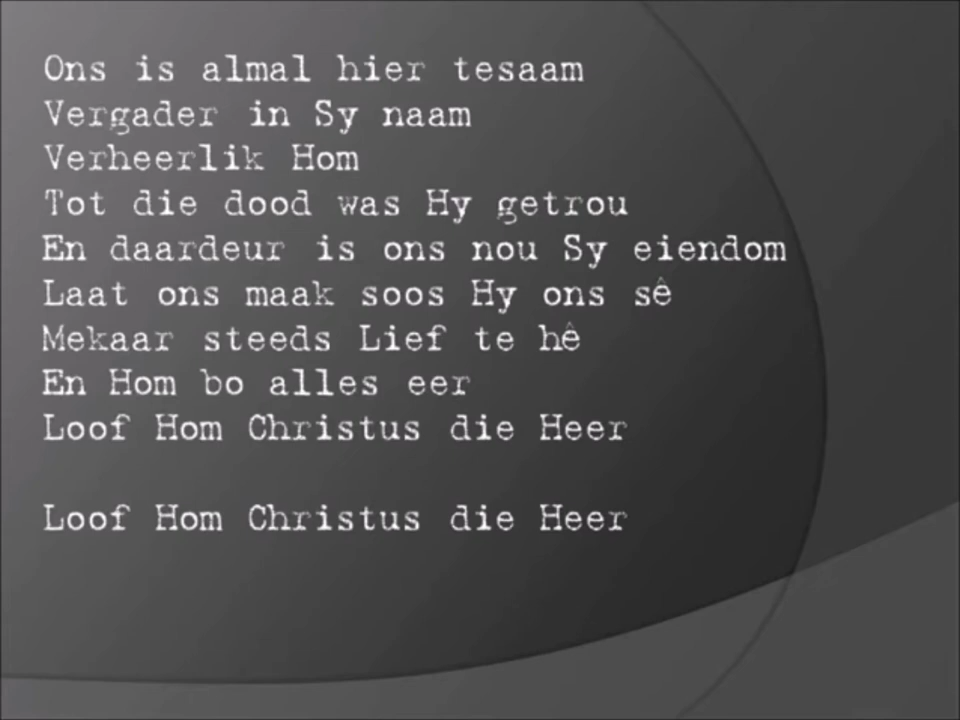 Ons is almal hier tesaam
Vergader in Sy naam
Verheerlik Hom
Tot die dood was Hy getrou
En daardeur is ons nou Sy eiendom
Laat ons maak soos Hy ons sê
Mekaar steeds Lief te hê
En Hom bo alles eer
Loof Hom Christus die Heer
Loof Hom Christus die Heer